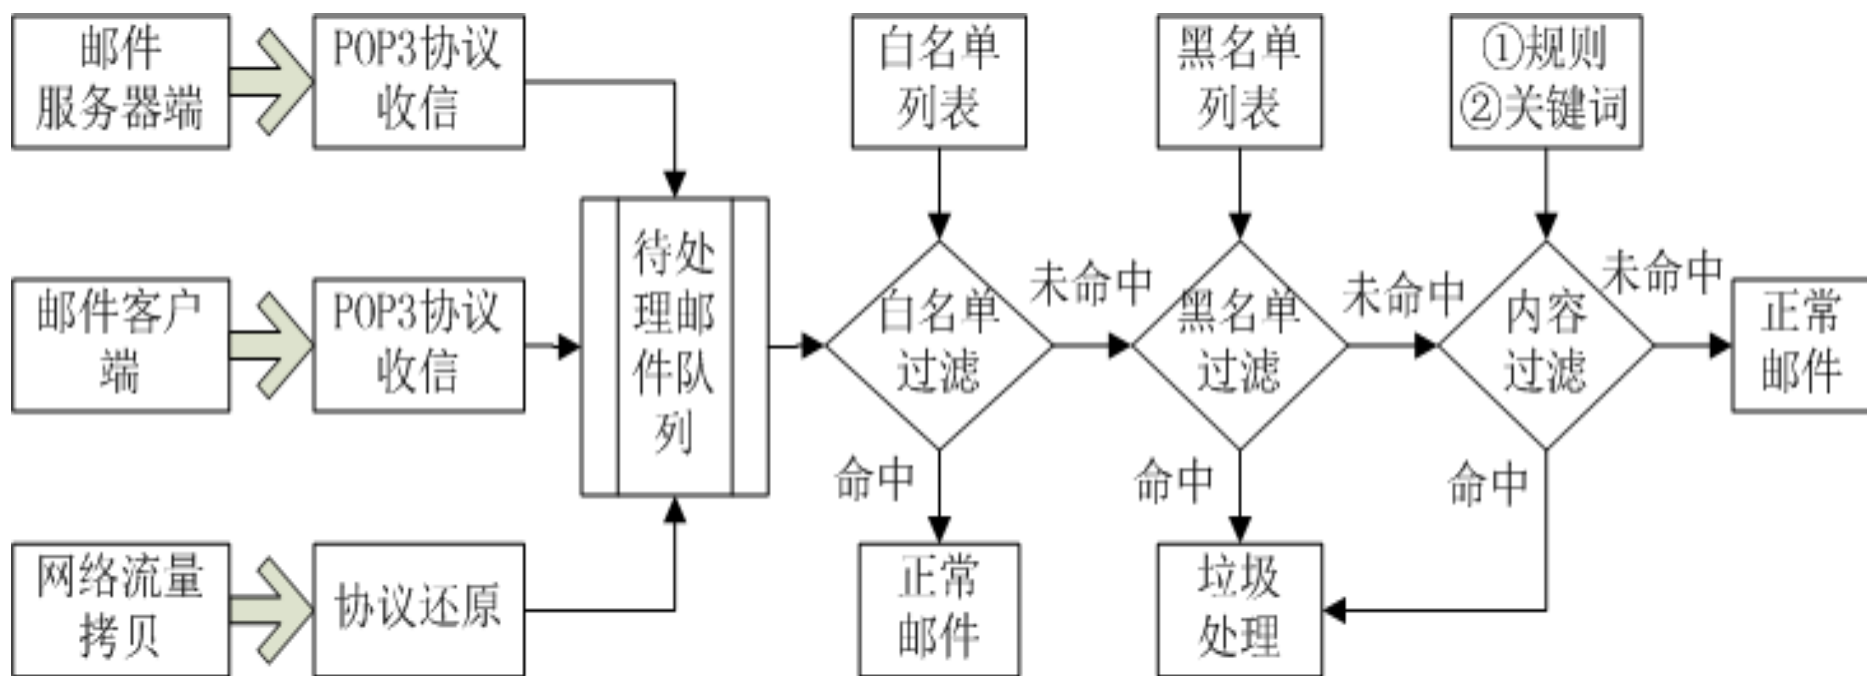 邮件
服务器端
POP3协议
收信
白名单
列表
黑名单
列表
①规则
②关键词
邮件客户
端
POP3协议
收信
待处
理邮
件队
列
白名单
过滤
未命中
黑名单
过滤
未命中
内容
过滤
未命中
正常
邮件
命中
命中
命中
网络流量
拷贝
协议还原
正常
邮件
垃圾
处理